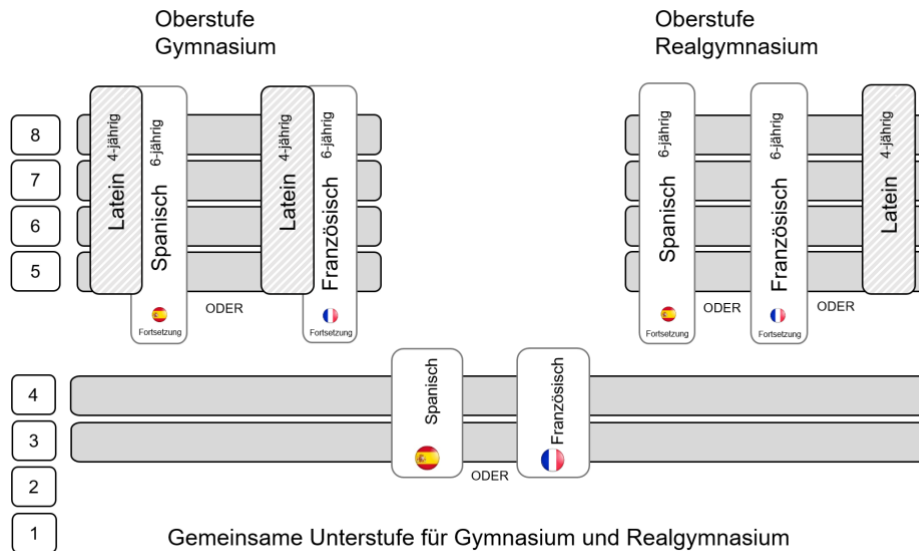 Oberstufe
Gymnasium
Oberstufe
Realgymnasium
8
7
6
5
Latein 4-jährig
Spanisch 6-jährig
Fortsetzung
ODER
Latein 4-jährig
Französisch 6-jährig
Fortsetzung
Spanisch 6-jährig
Fortsetzung
ODER
Französisch 6-jährig
Fortsetzung
ODER
Latein 4-jährig
4
3
2
1
Spanisch
ODER
Französisch
Gemeinsame Unterstufe für Gymnasium und Realgymnasium